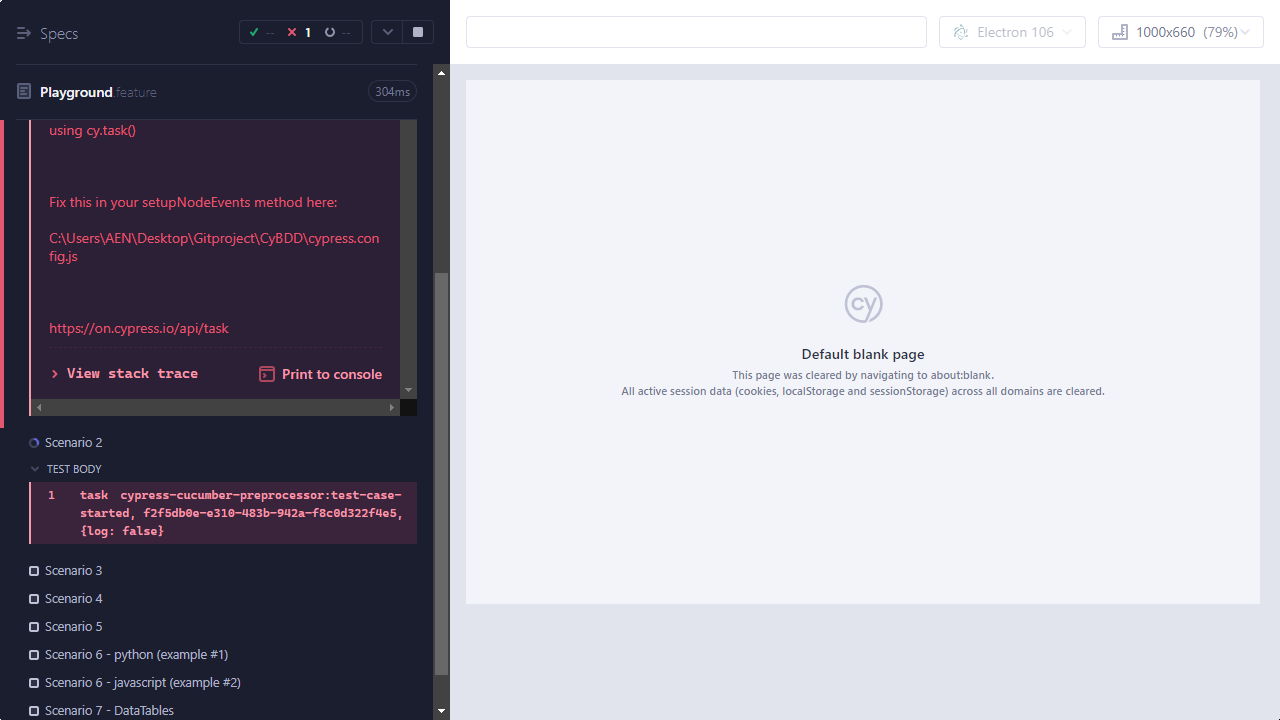 Specs
--
1
--
Electron 106
1000x660 (79%)
Playground.feature
304ms
using cy.task()
Fix this in your setupNodeEvents method here:
C:\Users\AEN\Desktop\Gitproject\CyBDD\cypress.con
fig.js
https://on.cypress.io/api/task
View stack trace
Print to console
Scenario 2
TEST BODY
1 task cypress-cucumber-preprocessor:test-case-
started, f2f5db0e-e310-483b-942a-f8c0d322f4e5,
{log: false}
Scenario 3
Scenario 4
Scenario 5
Scenario 6 - python (example #1)
Scenario 6 - javascript (example #2)
Scenario 7 - DataTables
cy
Default blank page
This page was cleared by navigating to about:blank.
All active session data (cookies, localStorage and sessionStorage) across all domains are cleared.